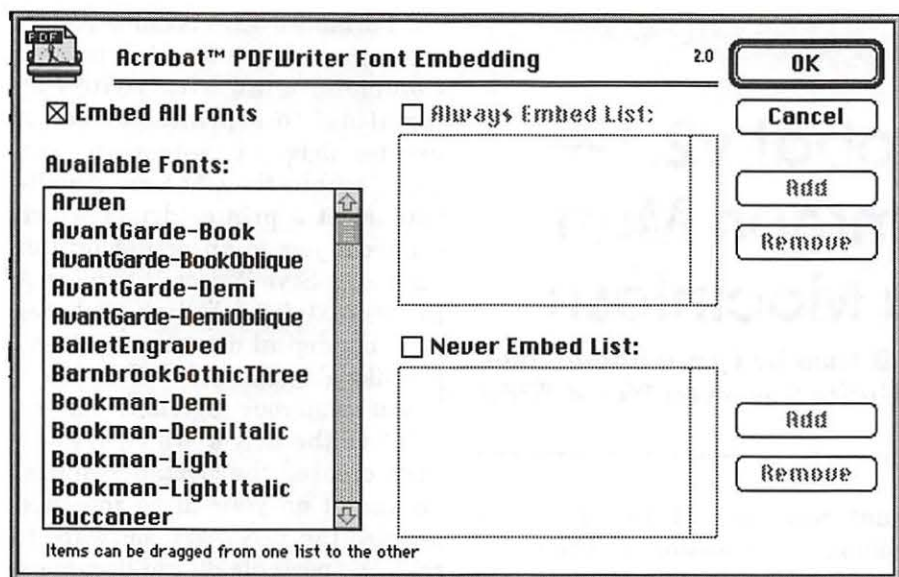 PDF
Acrobat™ PDFWriter Font Embedding
2.0
OK
Embed All Fonts
Always Embed List:
Cancel
Available Fonts:
Arwen
AvantGarde-Book
AvantGarde-BookOblique
AvantGarde-Demi
AvantGarde-DemiOblique
BalletEngraved
BarnbrookGothicThree
Bookman-Demi
Bookman-DemiItalic
Bookman-Light
Bookman-LightItalic
Buccaneer
Add
Remove
Never Embed List:
Add
Remove
Items can be dragged from one list to the other